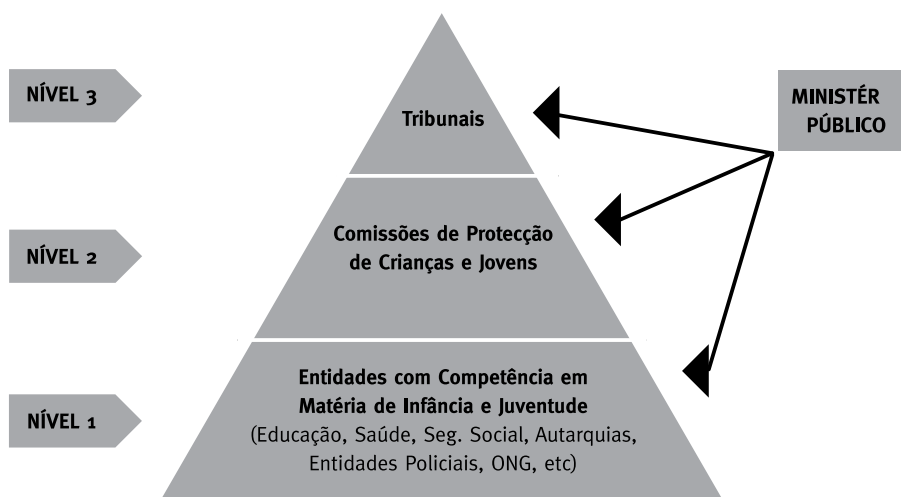 NÍVEL 3
Tribunais
MINISTÉR
PÚBLICO
NÍVEL 2
Comissões de Protecção
de Crianças e Jovens
NÍVEL 1
Entidades com Competência em
Matéria de Infância e Juventude
(Educação, Saúde, Seg. Social, Autarquias,
Entidades Policiais, ONG, etc)